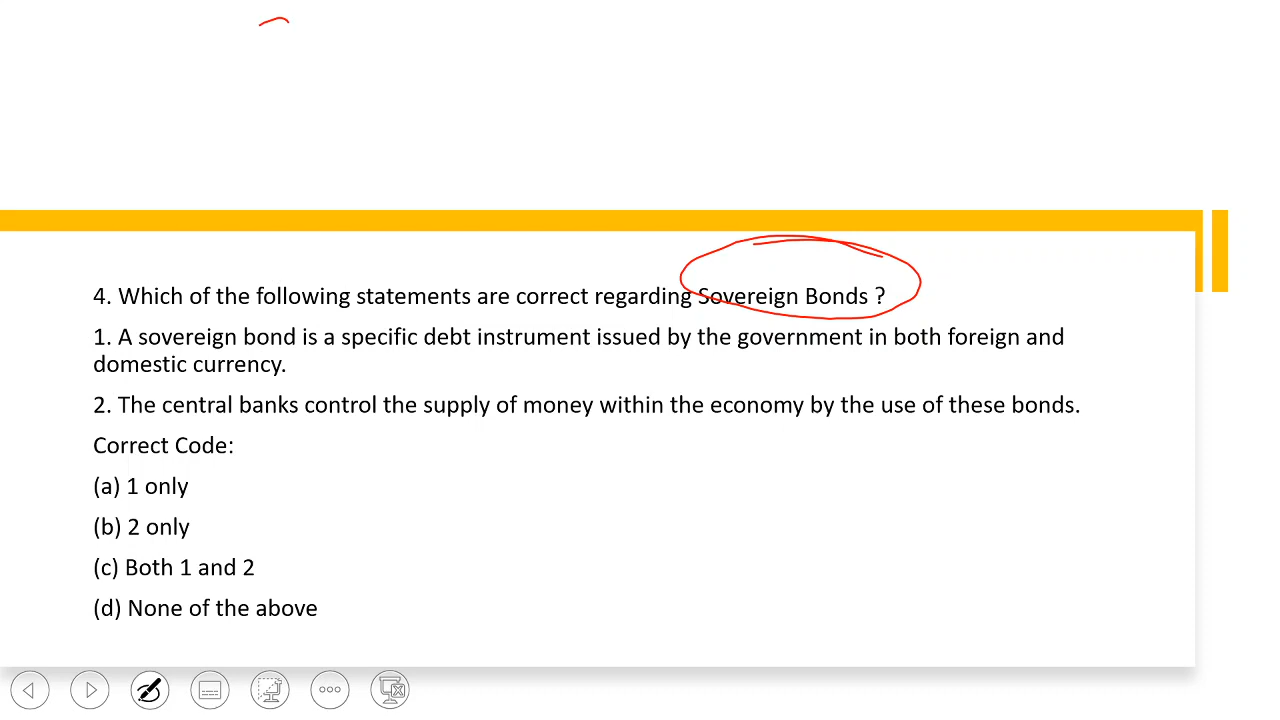 4. Which of the following statements are correct regarding Sovereign Bonds ?
1. A sovereign bond is a specific debt instrument issued by the government in both foreign and
domestic currency.
2. The central banks control the supply of money within the economy by the use of these bonds.
Correct Code:
(a) 1 only
(b) 2 only
(c) Both 1 and 2
(d) None of the above